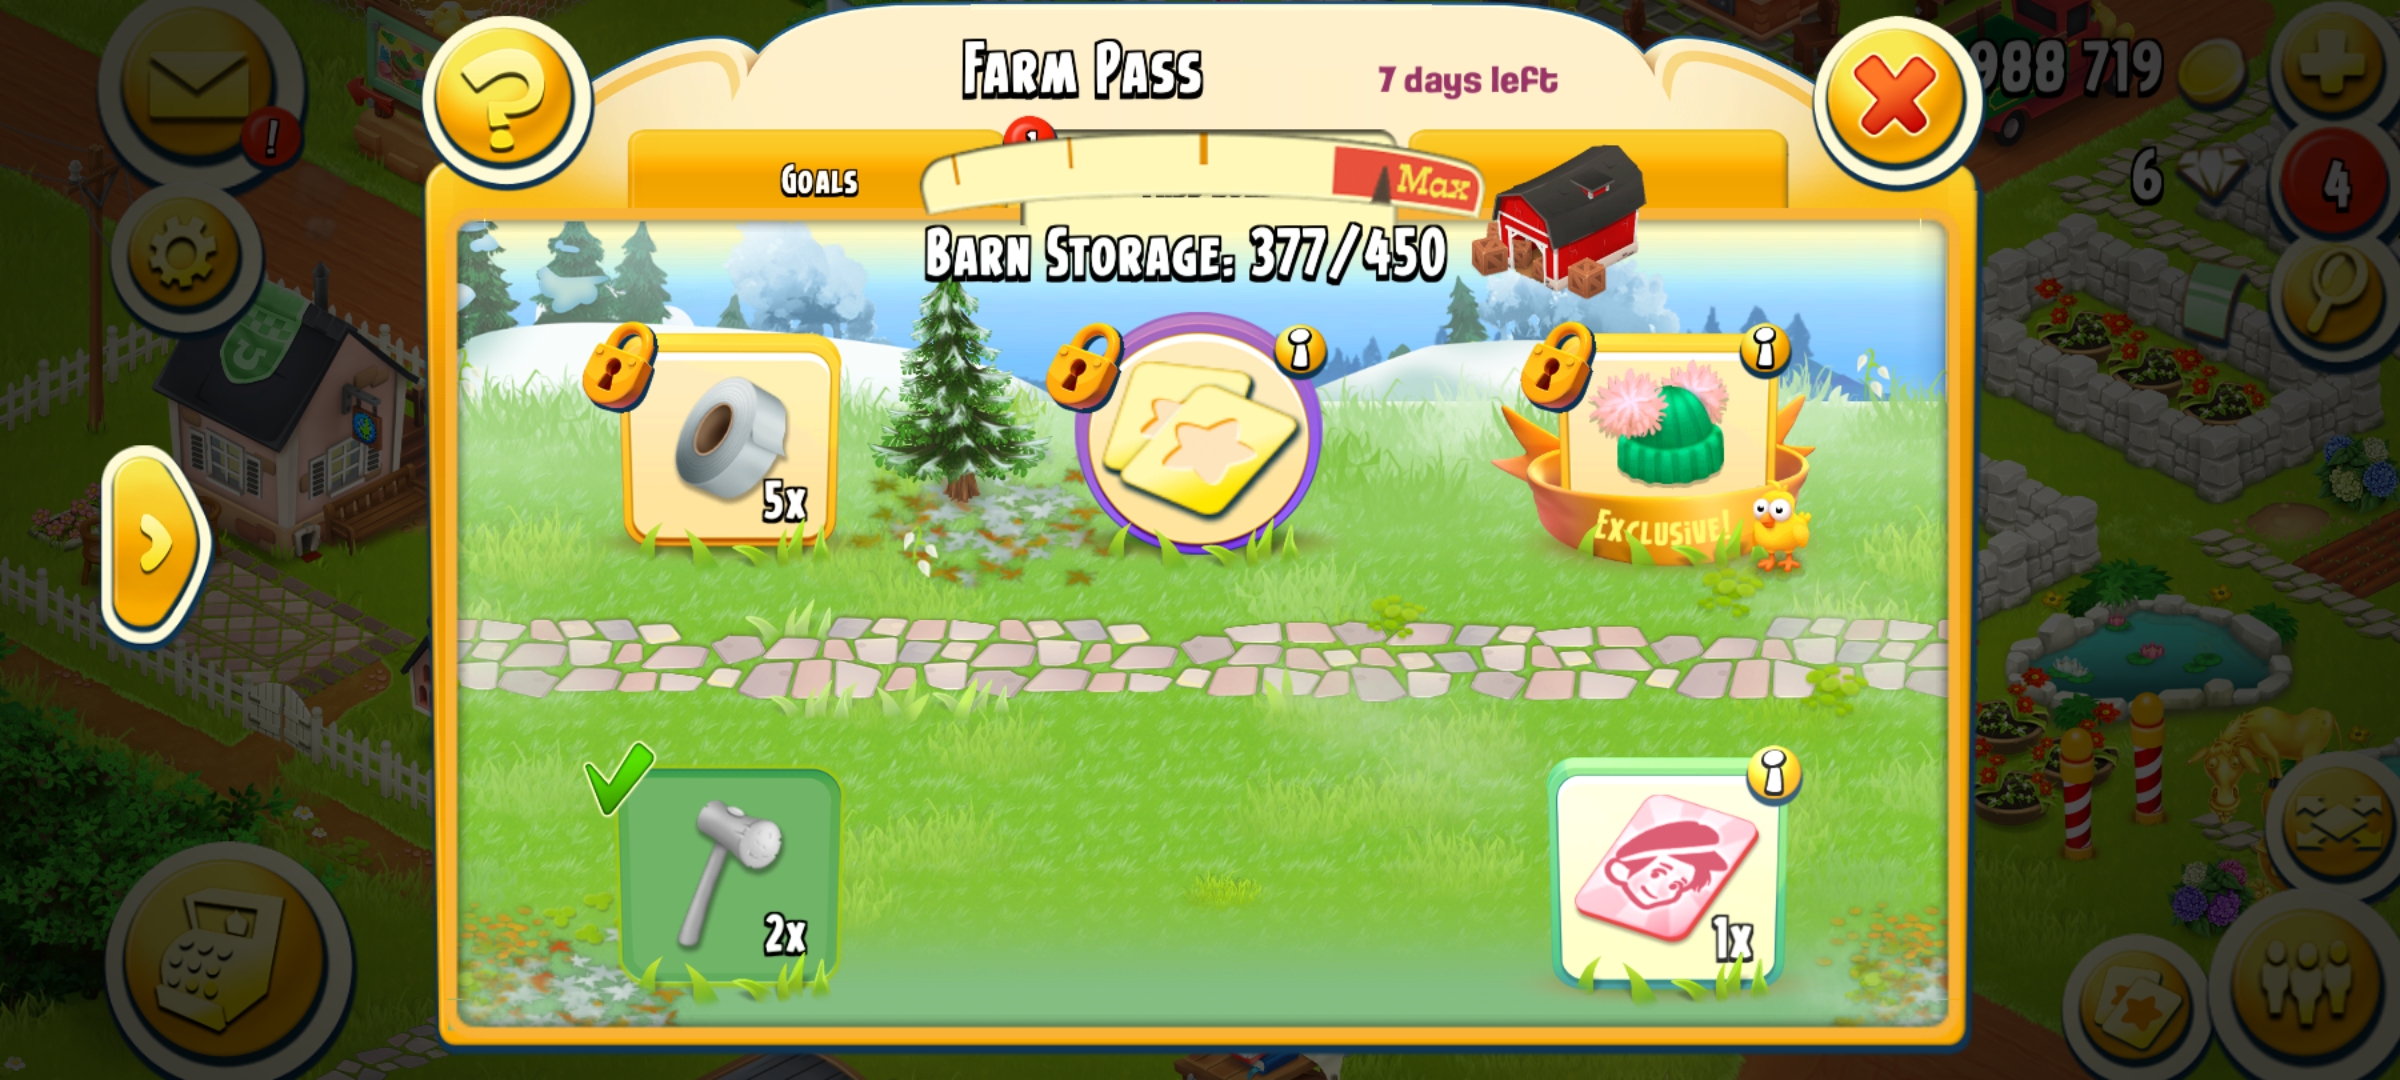 FARM PASS
7 days left
988 719
GOALS
Max
6
4
BARN STORAGE: 377/450
5x
EXCLUSIVE!
2x
1x